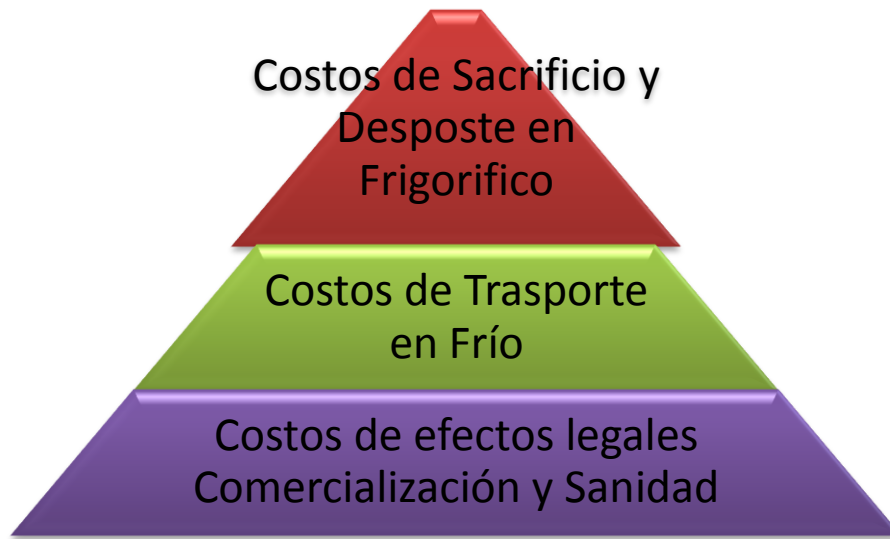 Costos de Sacrificio y
Desposte en
Frigorifico
Costos de Trasporte
en Frío
Costos de efectos legales
Comercialización y Sanidad